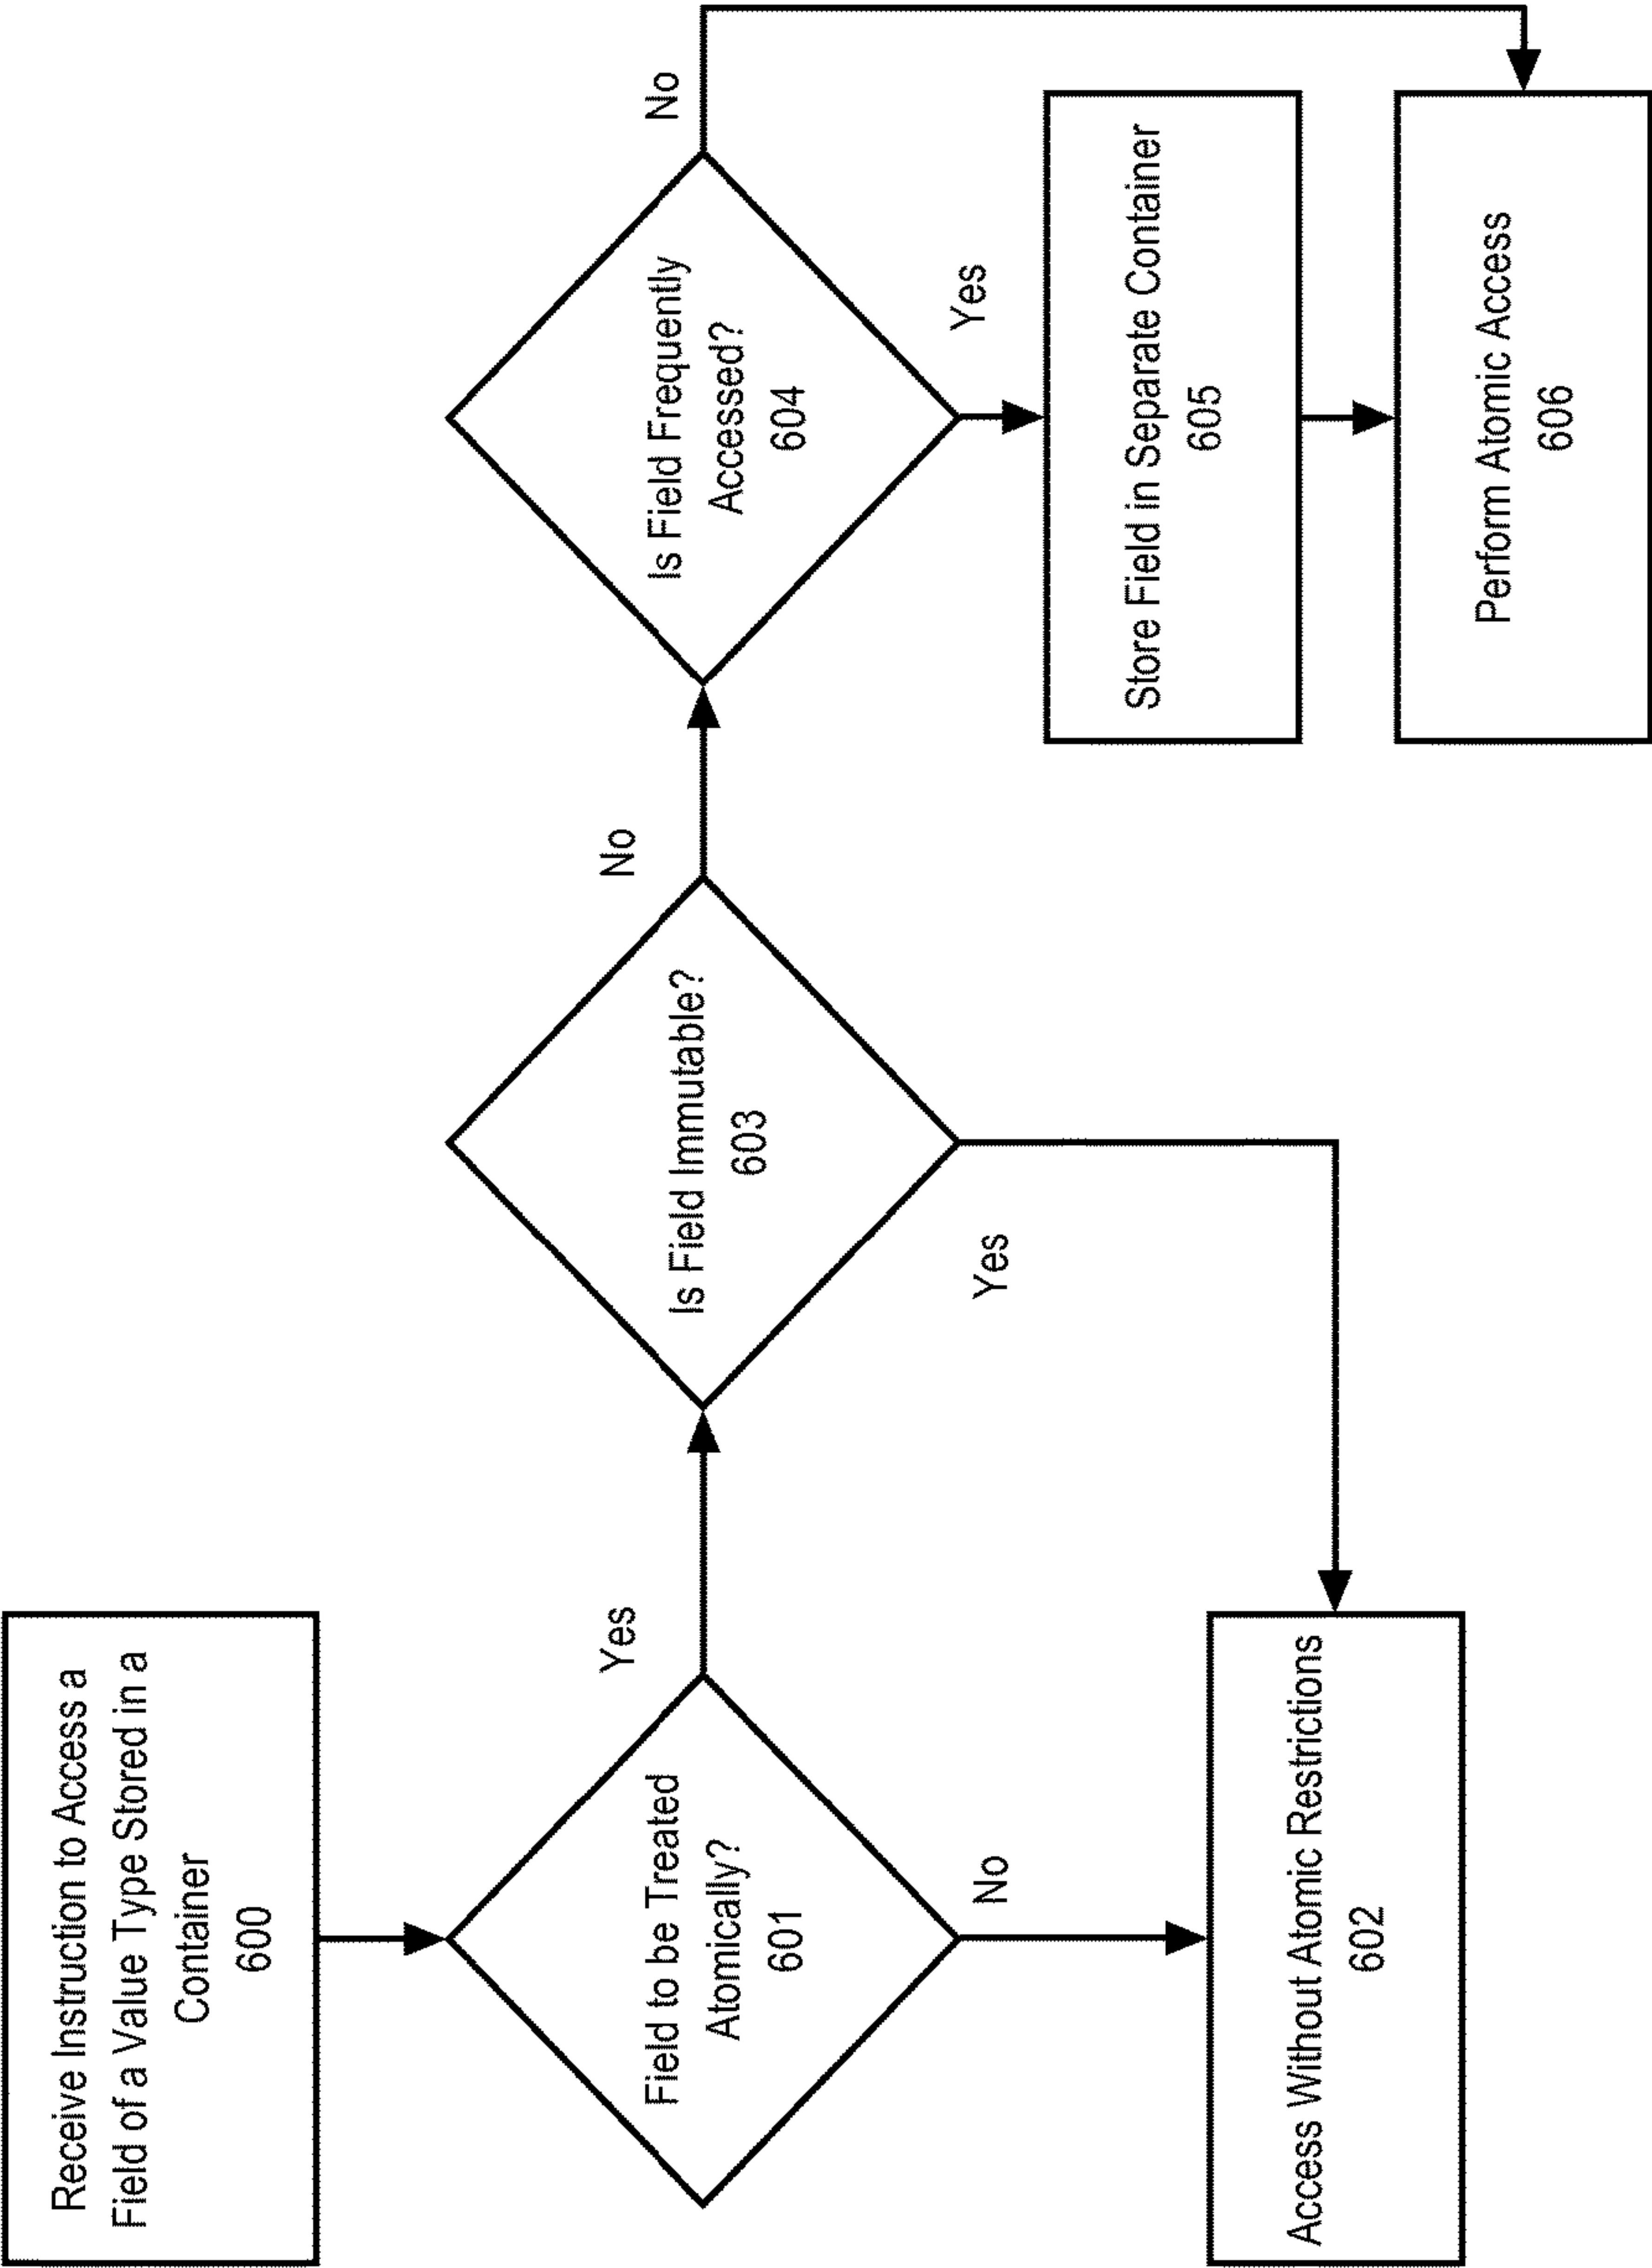 Receive Instruction to Access a
Field of a Value Type Stored in a
Container
600
Field to be Treated
Atomically?
601
Yes
No
Access Without Atomic Restrictions
602
Is Field Immutable?
603
No
Yes
Is Field Frequently
Accessed?
604
No
Yes
Store Field in Separate Container
605
Perform Atomic Access
606